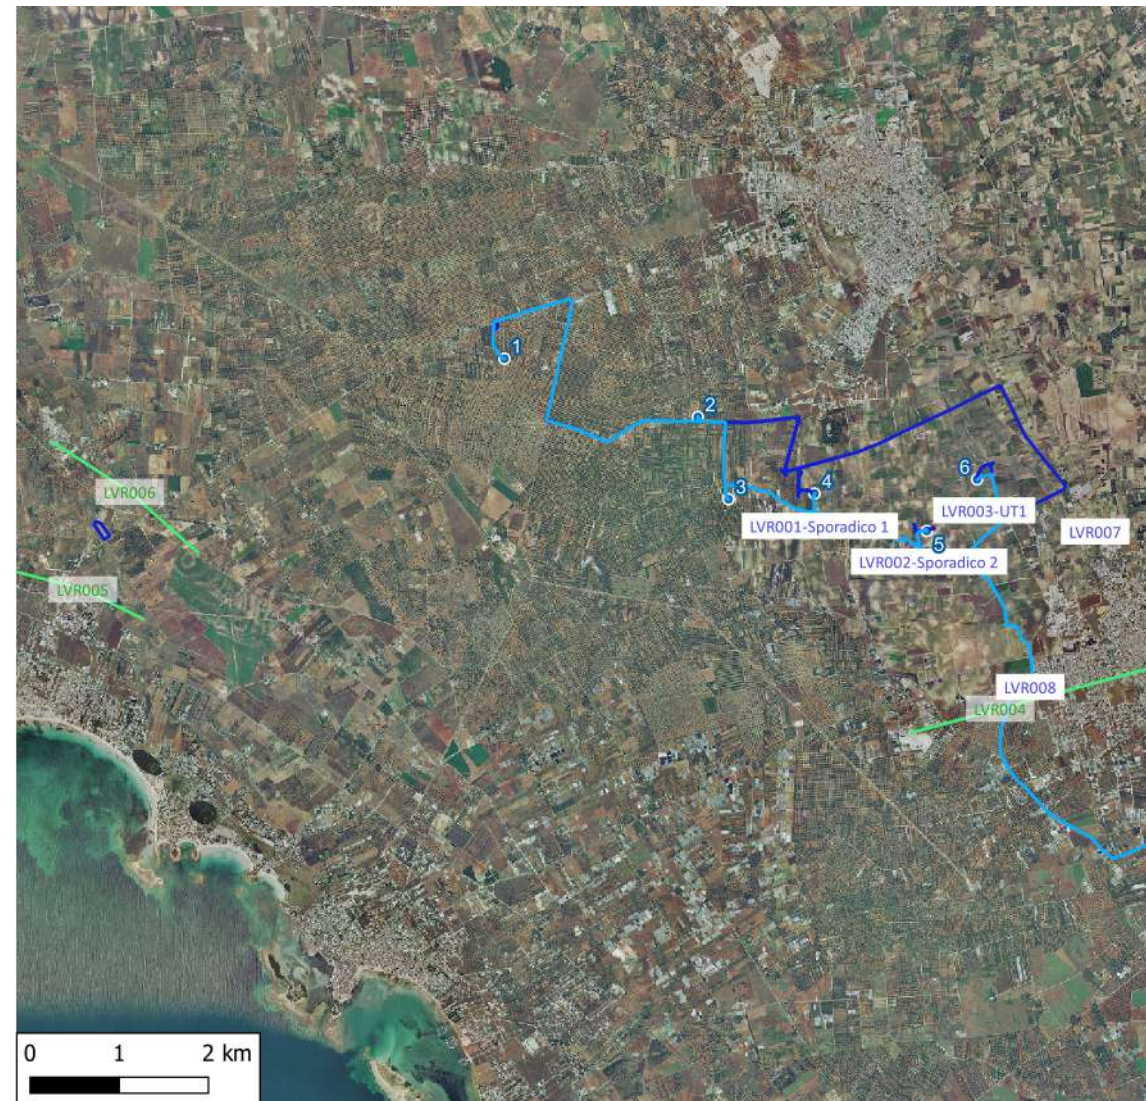 1
2
3
4
6
LVR006
LVR001-Sporadico 1
LVR003-UT1
LVR007
5
LVR002-Sporadico 2
LVR005
LVR008
LVR004
0 1 2 km